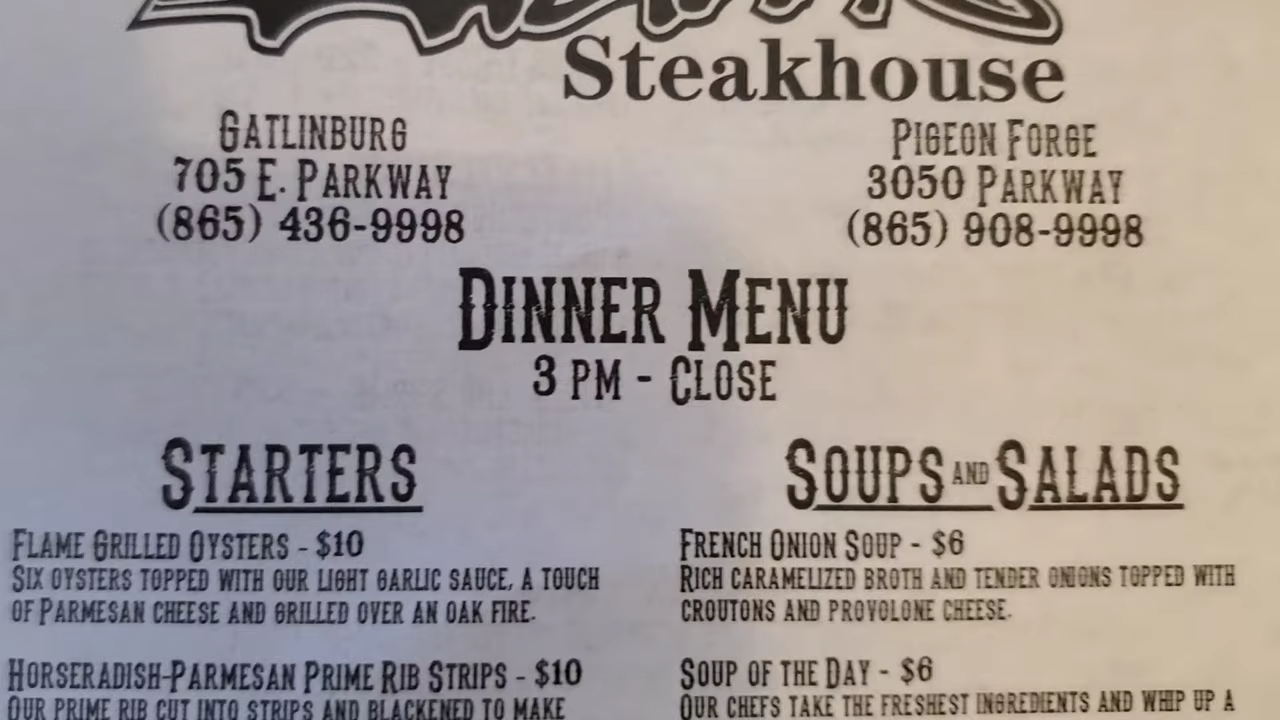 Steakhouse
Gatlinburg
705 E. Parkway
(865) 436-9998
Pigeon Forge
3050 Parkway
(865) 908-9998
Dinner Menu
3 pm - Close
Starters
Flame Grilled Oysters - $10
Six oysters topped with our light garlic sauce, a touch
of Parmesan cheese and grilled over an oak fire.
Horseradish-Parmesan Prime Rib Strips - $10
Our prime rib cut into strips and blackened to make
Soups and Salads
French Onion Soup - $6
Rich caramelized broth and tender onions topped with
croutons and provolone cheese.
Soup of the Day - $6
Our chefs take the freshest ingredients and whip up a